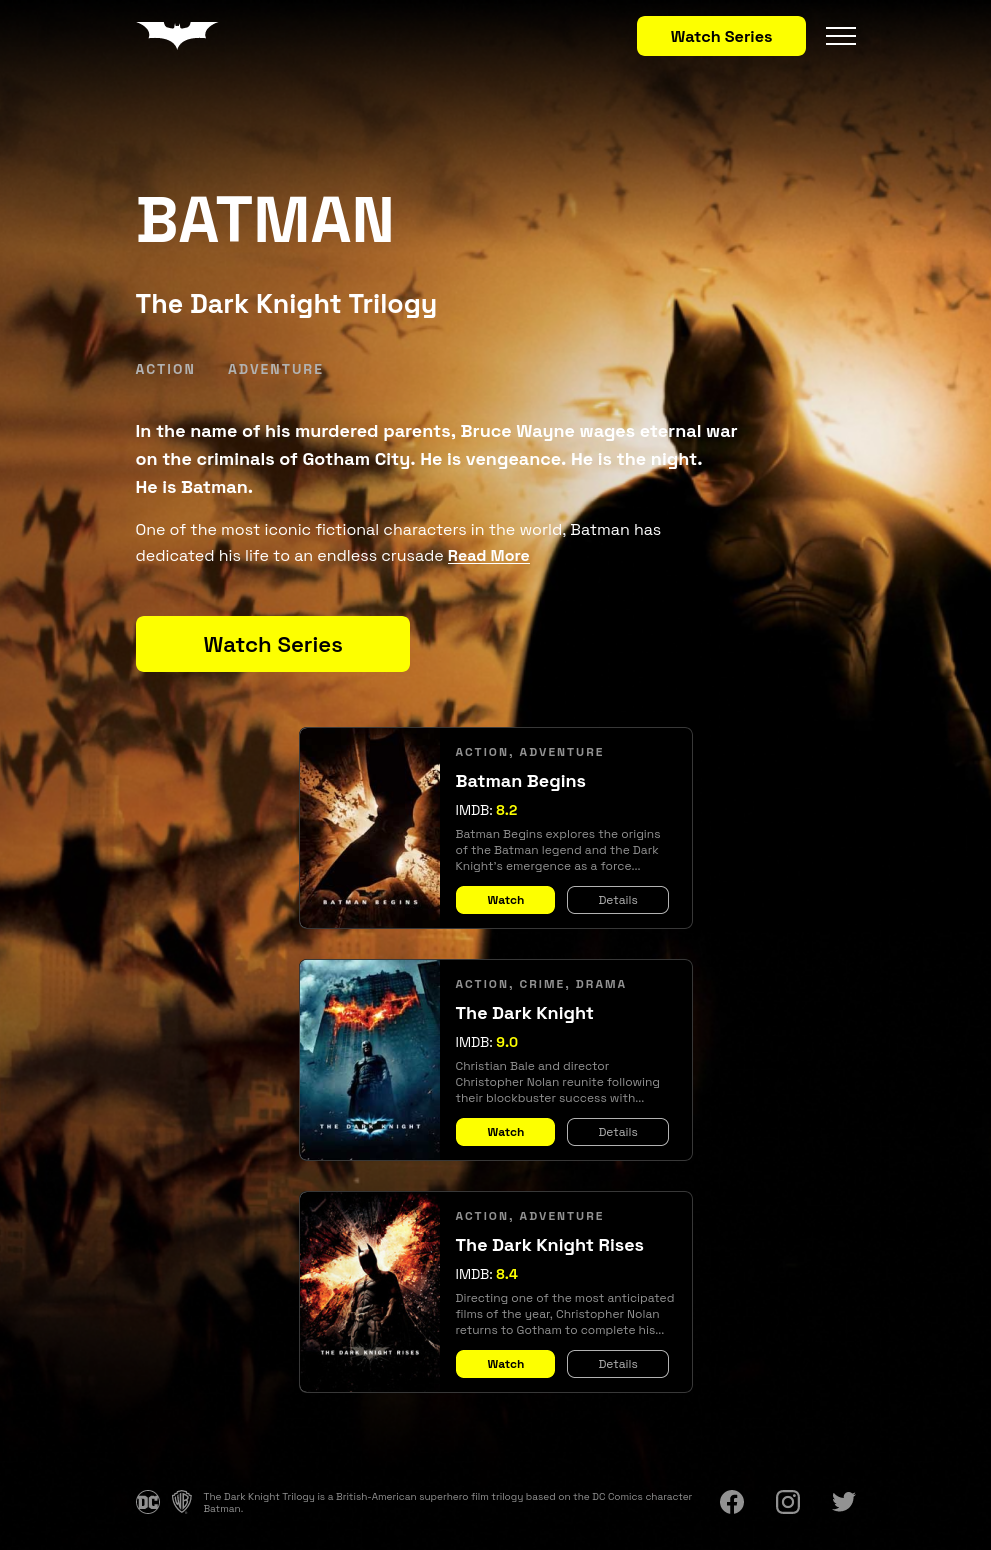 Watch Series
BATMAN
The Dark Knight Trilogy
ACTION ADVENTURE
In the name of his murdered parents, Bruce Wayne wages eternal war
on the criminals of Gotham City. He is vengeance. He is the night.
He is Batman.
One of the most iconic fictional characters in the world, Batman has
dedicated his life to an endless crusade Read More
Watch Series
BATMAN BEGINS
ACTION, ADVENTURE
Batman Begins
IMDB: 8.2
Batman Begins explores the origins
of the Batman legend and the Dark
Knight's emergence as a force...
Watch Details
THE DARK KNIGHT
ACTION, CRIME, DRAMA
The Dark Knight
IMDB: 9.0
Christian Bale and director
Christopher Nolan reunite following
their blockbuster success with...
Watch Details
THE DARK KNIGHT RISES
ACTION, ADVENTURE
The Dark Knight Rises
IMDB: 8.4
Directing one of the most anticipated
films of the year, Christopher Nolan
returns to Gotham to complete his...
Watch Details
DC WB The Dark Knight Trilogy is a British-American superhero film trilogy based on the DC Comics character
Batman.